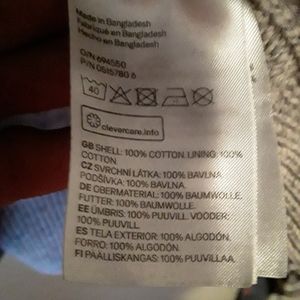 Made in Bangladesh
Fabriqué en Bangladesh
Hecho en Bangladesh
O/N 694550
P/N 0515780 6
40
clevercare.info
GB SHELL: 100% COTTON. LINING: 100%
COTTON
CZ SVRCHNÍ LÁTKA: 100% BAVLNA.
PODŠÍVKA: 100% BAVLNA.
DE OBERMATERIAL: 100% BAUMWOLLE.
FUTTER: 100% BAUMWOLLE.
EE ÜMBRIS: 100% PUUVILL. VOODER:
100% PUUVILL.
ES TELA EXTERIOR: 100% ALGODÓN.
FORRO: 100% ALGODÓN.
FI PÄÄLLISKANGAS: 100% PUUVILLAA.